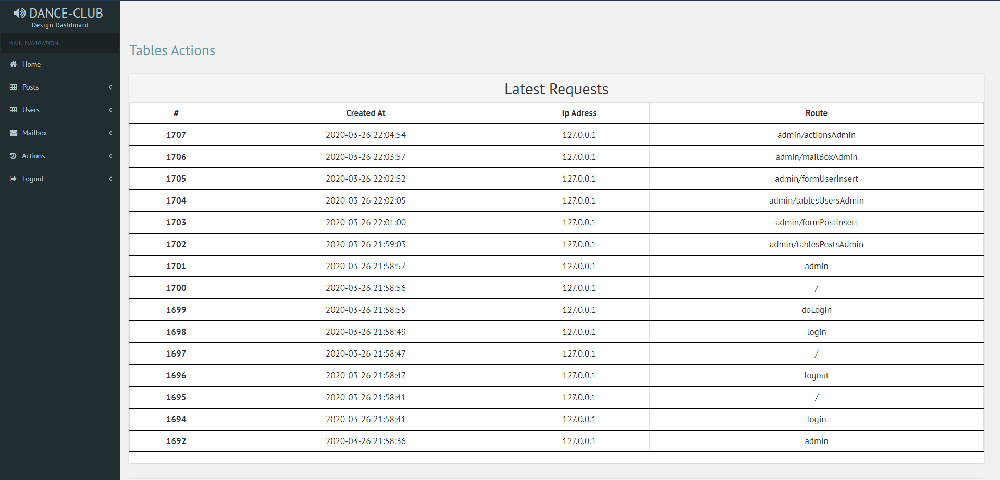 DANCE-CLUB
Design Dashboard
MAIN NAVIGATION
Home
Posts
Users
Mailbox
Actions
Logout
Tables Actions
Latest Requests
# Created At Ip Adress Route
1707 2020-03-26 22:04:54 127.0.0.1 admin/actionsAdmin
1706 2020-03-26 22:03:57 127.0.0.1 admin/mailBoxAdmin
1705 2020-03-26 22:02:52 127.0.0.1 admin/formUserInsert
1704 2020-03-26 22:02:05 127.0.0.1 admin/tablesUsersAdmin
1703 2020-03-26 22:01:00 127.0.0.1 admin/formPostInsert
1702 2020-03-26 21:59:03 127.0.0.1 admin/tablesPostsAdmin
1701 2020-03-26 21:58:57 127.0.0.1 admin
1700 2020-03-26 21:58:56 127.0.0.1 /
1699 2020-03-26 21:58:55 127.0.0.1 doLogin
1698 2020-03-26 21:58:49 127.0.0.1 login
1697 2020-03-26 21:58:47 127.0.0.1 /
1696 2020-03-26 21:58:47 127.0.0.1 logout
1695 2020-03-26 21:58:41 127.0.0.1 /
1694 2020-03-26 21:58:41 127.0.0.1 login
1692 2020-03-26 21:58:36 127.0.0.1 admin